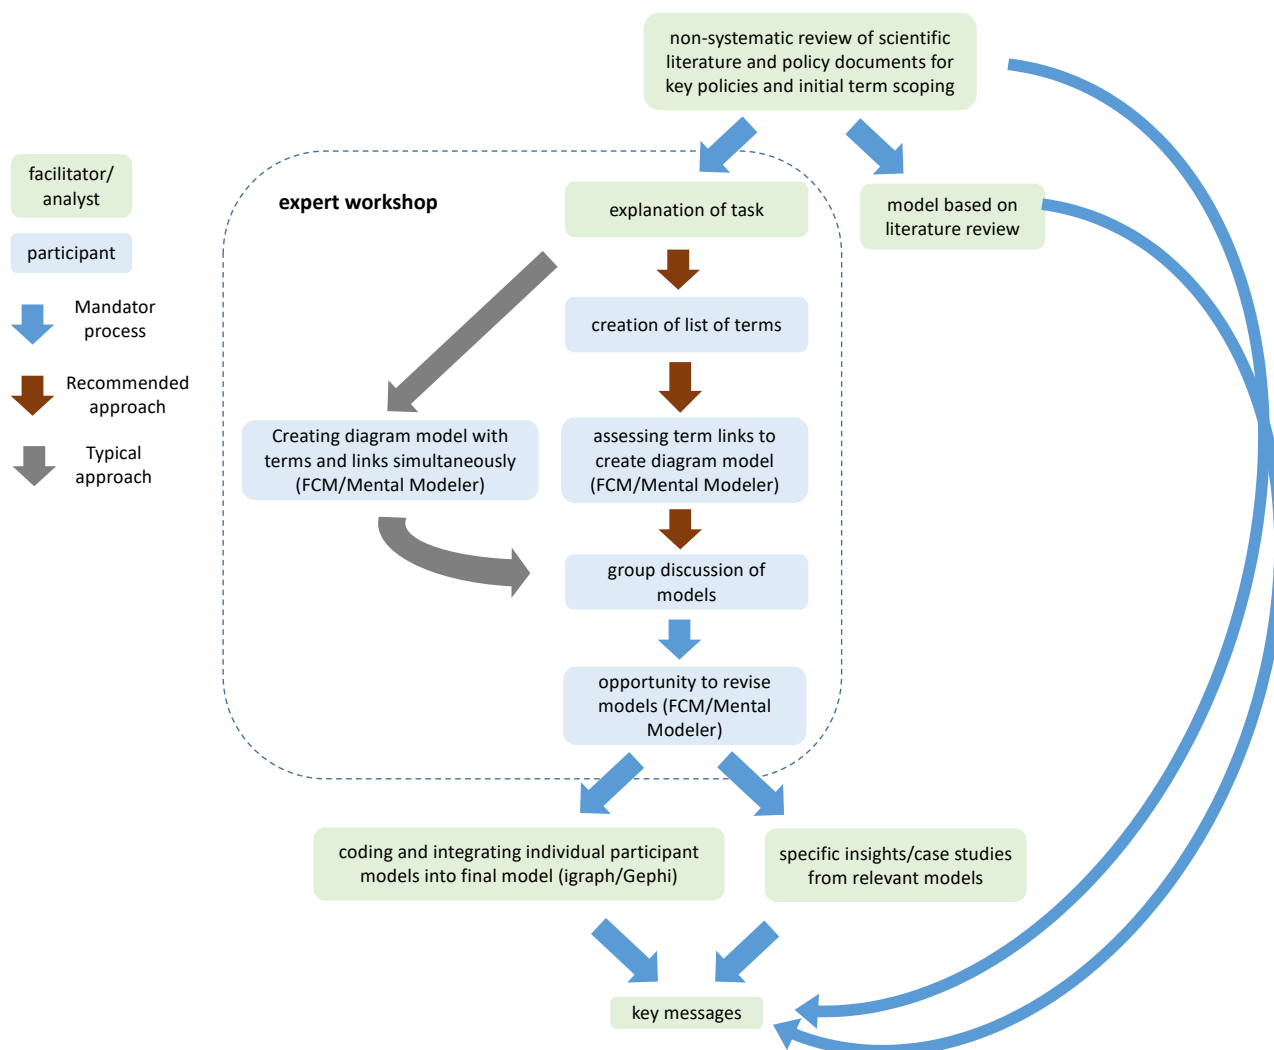 non-systematic review of scientific
literature and policy documents for
key policies and initial term scoping
facilitator/
analyst
participant
Mandator
process
Recommended
approach
Typical
approach
expert workshop
explanation of task
model based on
literature review
creation of list of terms
Creating diagram model with
terms and links simultaneously
(FCM/Mental Modeler)
assessing term links to
create diagram model
(FCM/Mental Modeler)
group discussion of
models
opportunity to revise
models (FCM/Mental
Modeler)
coding and integrating individual participant
models into final model (igraph/Gephi)
specific insights/case studies
from relevant models
key messages